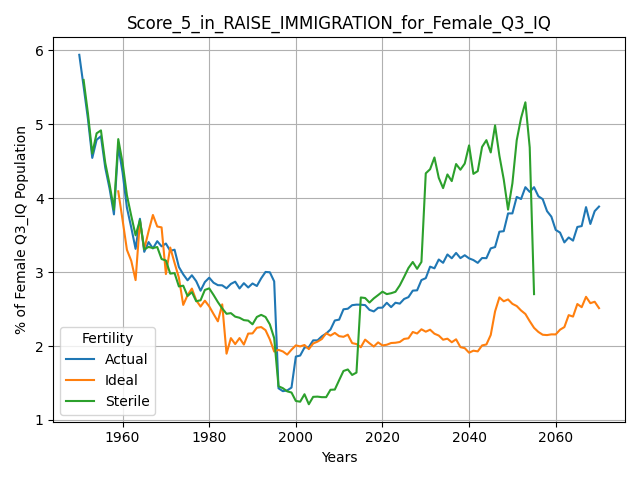 Score_5_in_RAISE_IMMIGRATION_for_Female_Q3_IQ
% of Female Q3_IQ Population
6
5
4
3
2
1
Fertility
Actual
Ideal
Sterile
1960
1980
2000
2020
2040
2060
Years